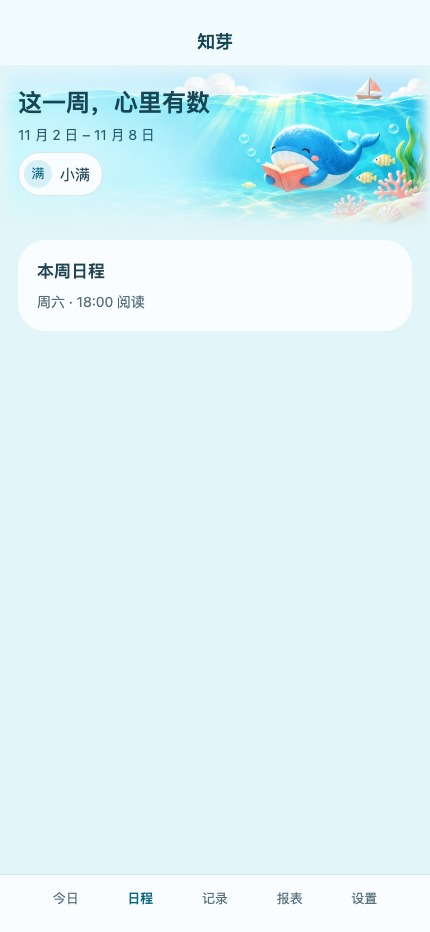 知芽
这一周，心里有数
11 月 2 日 – 11 月 8 日
满 小满
本周日程
周六 · 18:00 阅读
今日 日程 记录 报表 设置